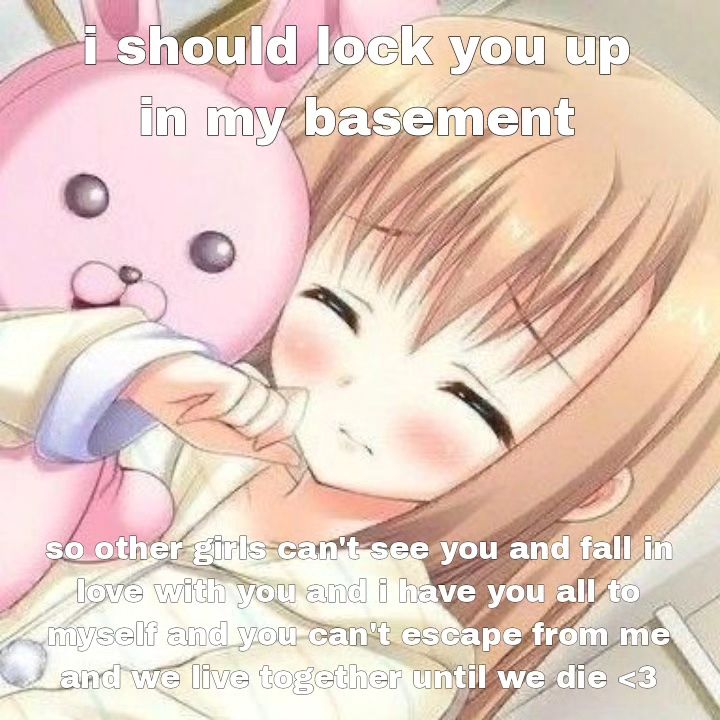 i should lock you up
in my basement
so other girls can't see you and fall in
love with you and i have you all to
myself and you can't escape from me
and we live together until we die <3